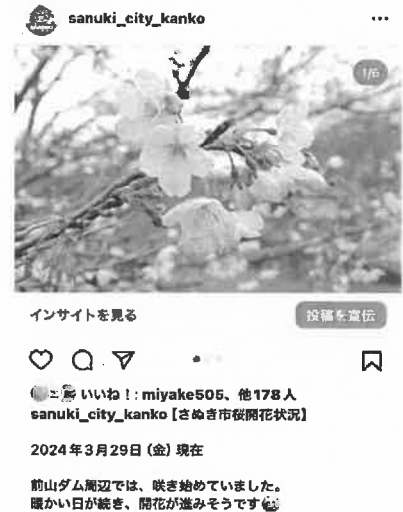 sanuki_city_kanko
1/6
インサイトを見る
投稿を宣伝
いいね！: miyake505、他178人
sanuki_city_kanko【さぬき市桜開花状況】
2024年3月29日（金）現在
前山ダム周辺では、咲き始めていました。
暖かい日が続き、開花が進みそうです